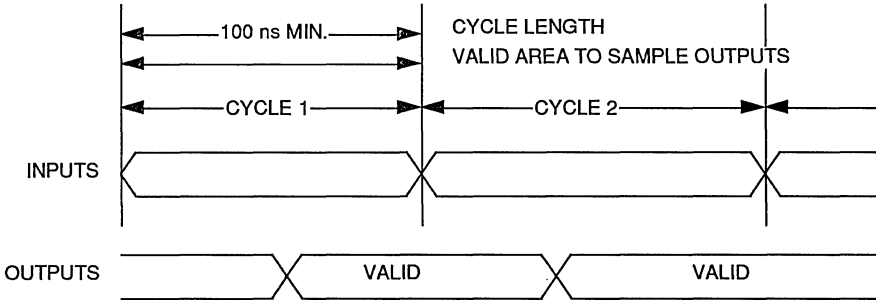 100 ns MIN. CYCLE LENGTH
VALID AREA TO SAMPLE OUTPUTS
CYCLE 1 CYCLE 2
INPUTS
OUTPUTS VALID VALID